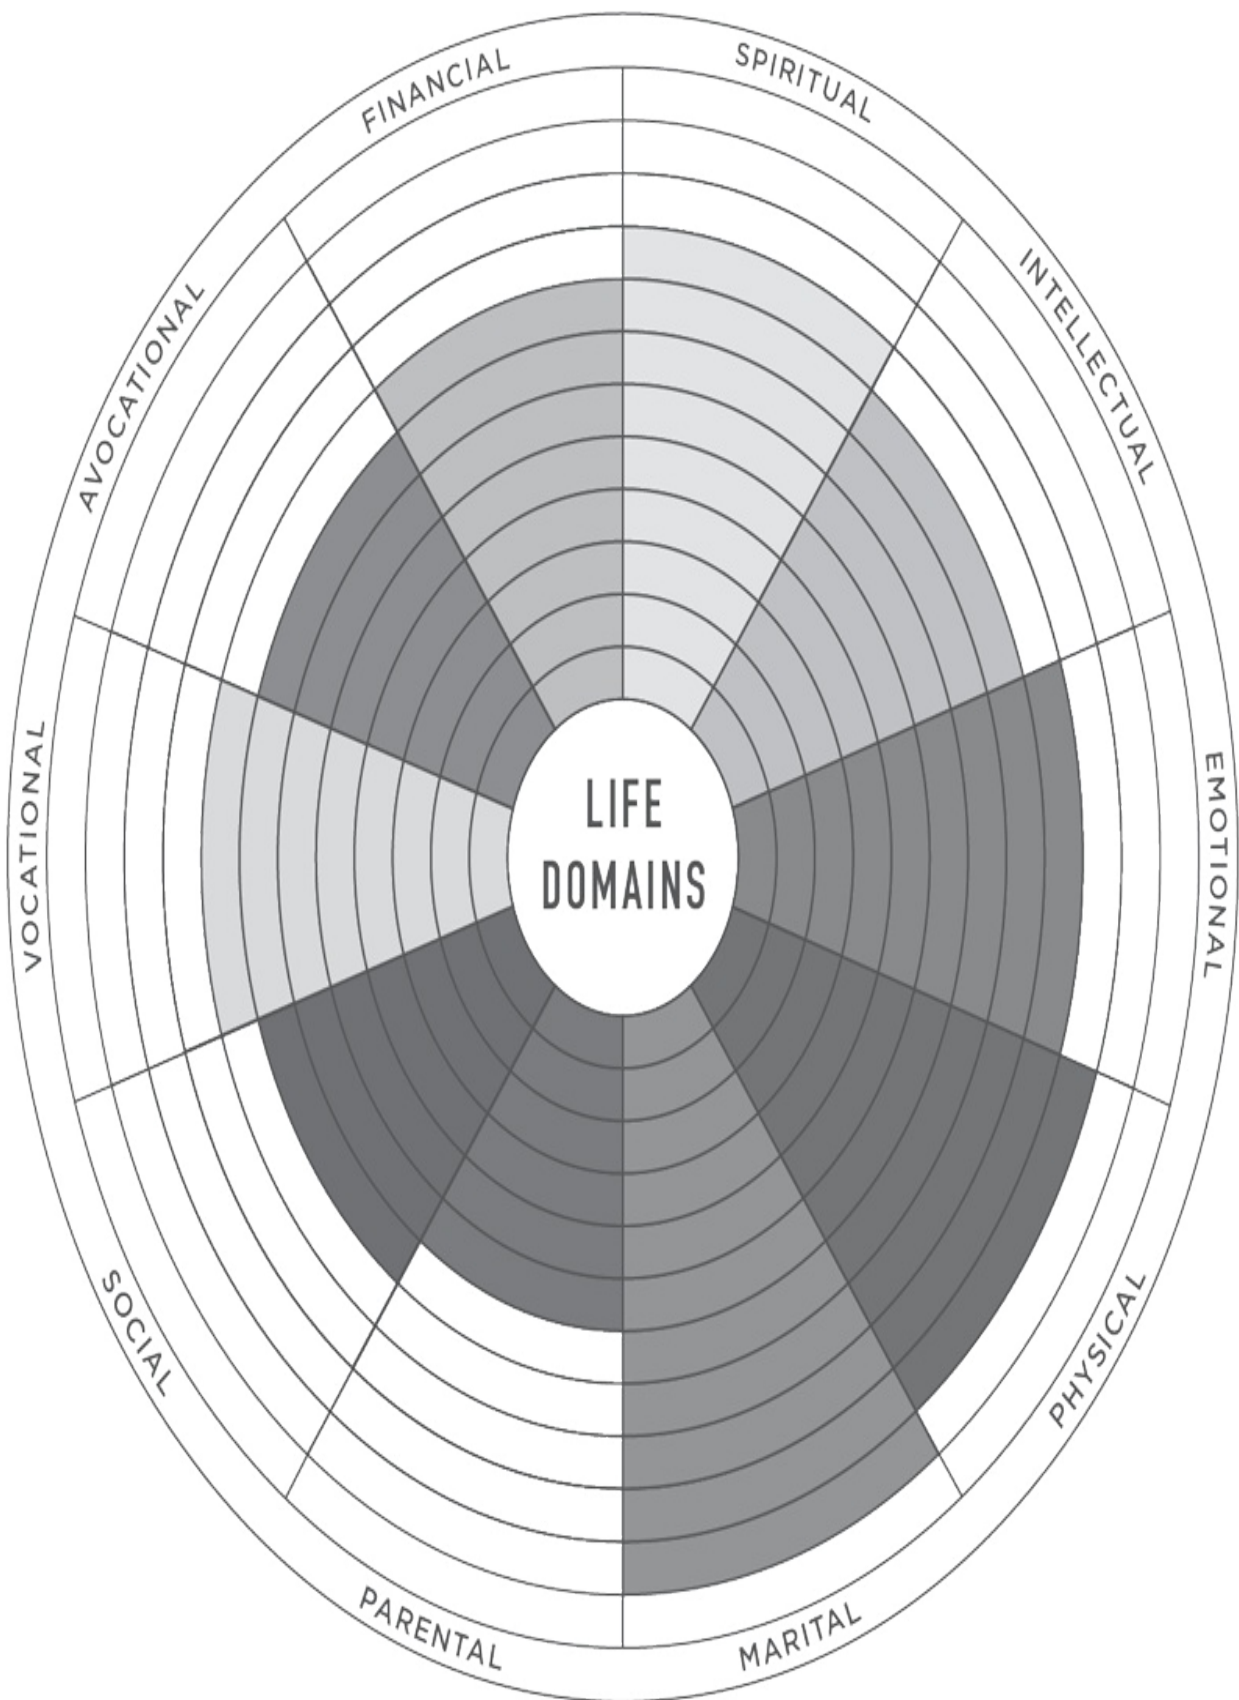 SPIRITUAL
INTELLECTUAL
EMOTIONAL
PHYSICAL
MARITAL
PARENTAL
SOCIAL
VOCATIONAL
AVOCATIONAL
FINANCIAL
LIFE
DOMAINS